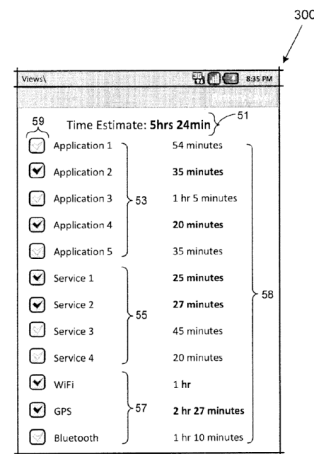 300
Views\ 8:35 PM
Time Estimate: 5hrs 24min 51
59
Application 1 54 minutes
Application 2 35 minutes
Application 3 1 hr 5 minutes
53
Application 4 20 minutes
Application 5 35 minutes
Service 1 25 minutes
58
Service 2 27 minutes
55
Service 3 45 minutes
Service 4 20 minutes
WiFi 1 hr
GPS 57 2 hr 27 minutes
Bluetooth 1 hr 10 minutes